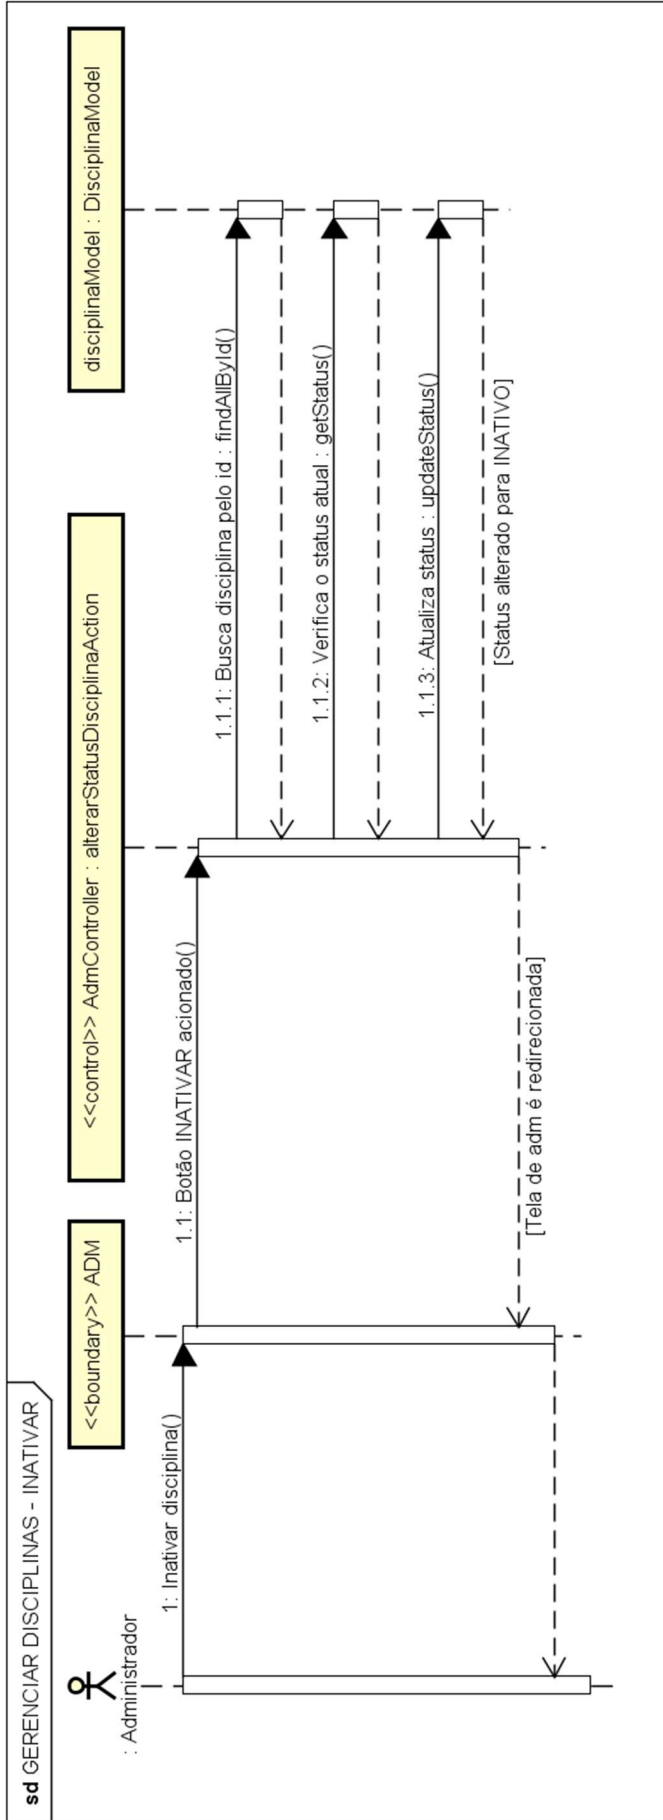 sd GERENCIAR DISCIPLINAS - INATIVAR
: Administrador
<<boundary>> ADM
<<control>> AdmController : alterarStatusDisciplinaAction
disciplinaModel : DisciplinaModel
1: Inativar disciplina()
1.1: Botão INATIVAR acionado()
1.1.1: Busca disciplina pelo id : findAllById()
1.1.2: Verifica o status atual : getStatus()
1.1.3: Atualiza status : updateStatus()
[Status alterado para INATIVO]
[Tela de adm é redirecionada]